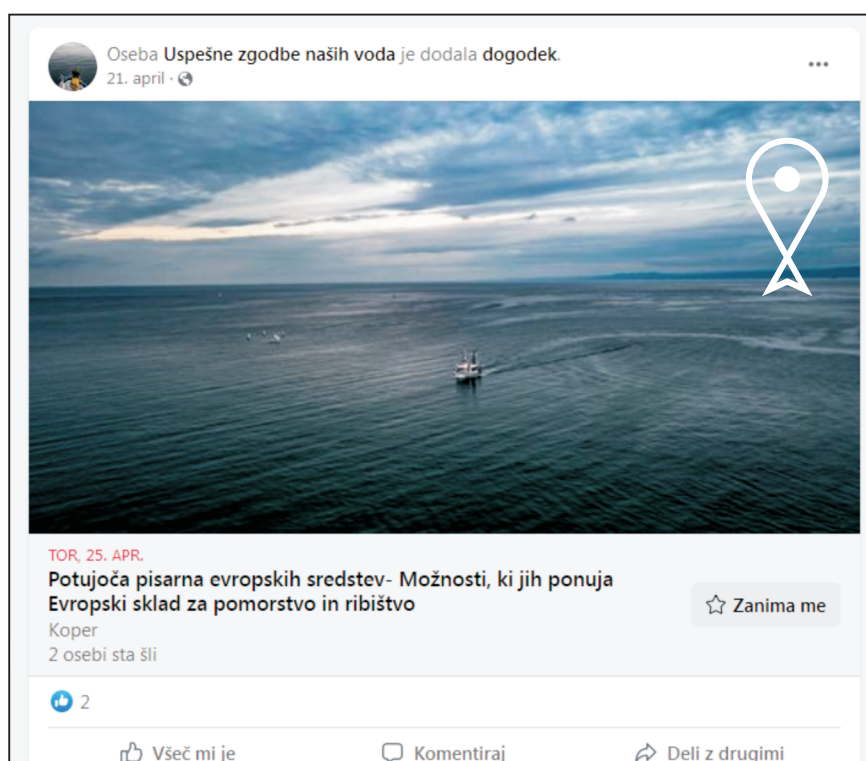 Oseba Uspešne zgodbe naših voda je dodala dogodek.
21. april ·
TOR, 25. APR.
Potujoča pisarna evropskih sredstev- Možnosti, ki jih ponuja
Evropski sklad za pomorstvo in ribištvo
Koper
2 osebi sta šli
Zanima me
2
Všeč mi je
Komentiraj
Deli z drugimi